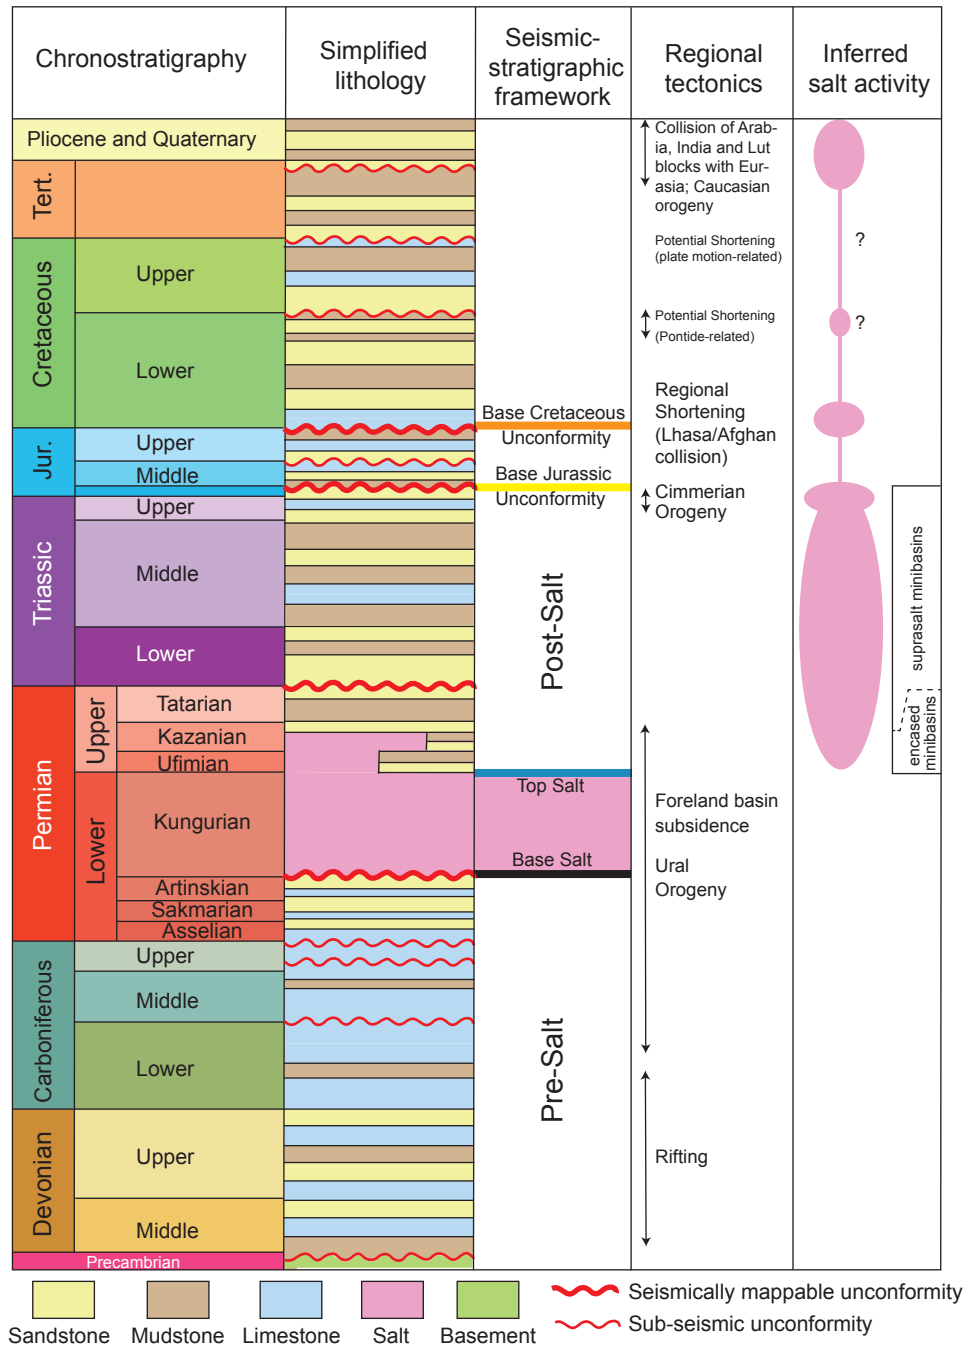 Chronostratigraphy
Simplified
lithology
Seismic-
stratigraphic
framework
Regional
tectonics
Inferred
salt activity
Pliocene and Quaternary
Tert.
Cretaceous
Upper
Lower
Jur.
Upper
Middle
Triassic
Upper
Middle
Lower
Permian
Upper
Tatarian
Kazanian
Ufimian
Lower
Kungurian
Artinskian
Sakmarian
Asselian
Carboniferous
Upper
Middle
Lower
Devonian
Upper
Middle
Precambrian
Base Cretaceous
Unconformity
Base Jurassic
Unconformity
Post-Salt
Top Salt
Base Salt
Pre-Salt
Collision of Arab-
ia, India and Lut
blocks with Eur-
asia; Caucasian
orogeny
Potential Shortening
(plate motion-related)
Potential Shortening
(Pontide-related)
Regional
Shortening
(Lhasa/Afghan
collision)
Cimmerian
Orogeny
Foreland basin
subsidence
Ural
Orogeny
Rifting
?
?
suprasalt minibasins
encased
minibasins
Sandstone
Mudstone
Limestone
Salt
Basement
Seismically mappable unconformity
Sub-seismic unconformity